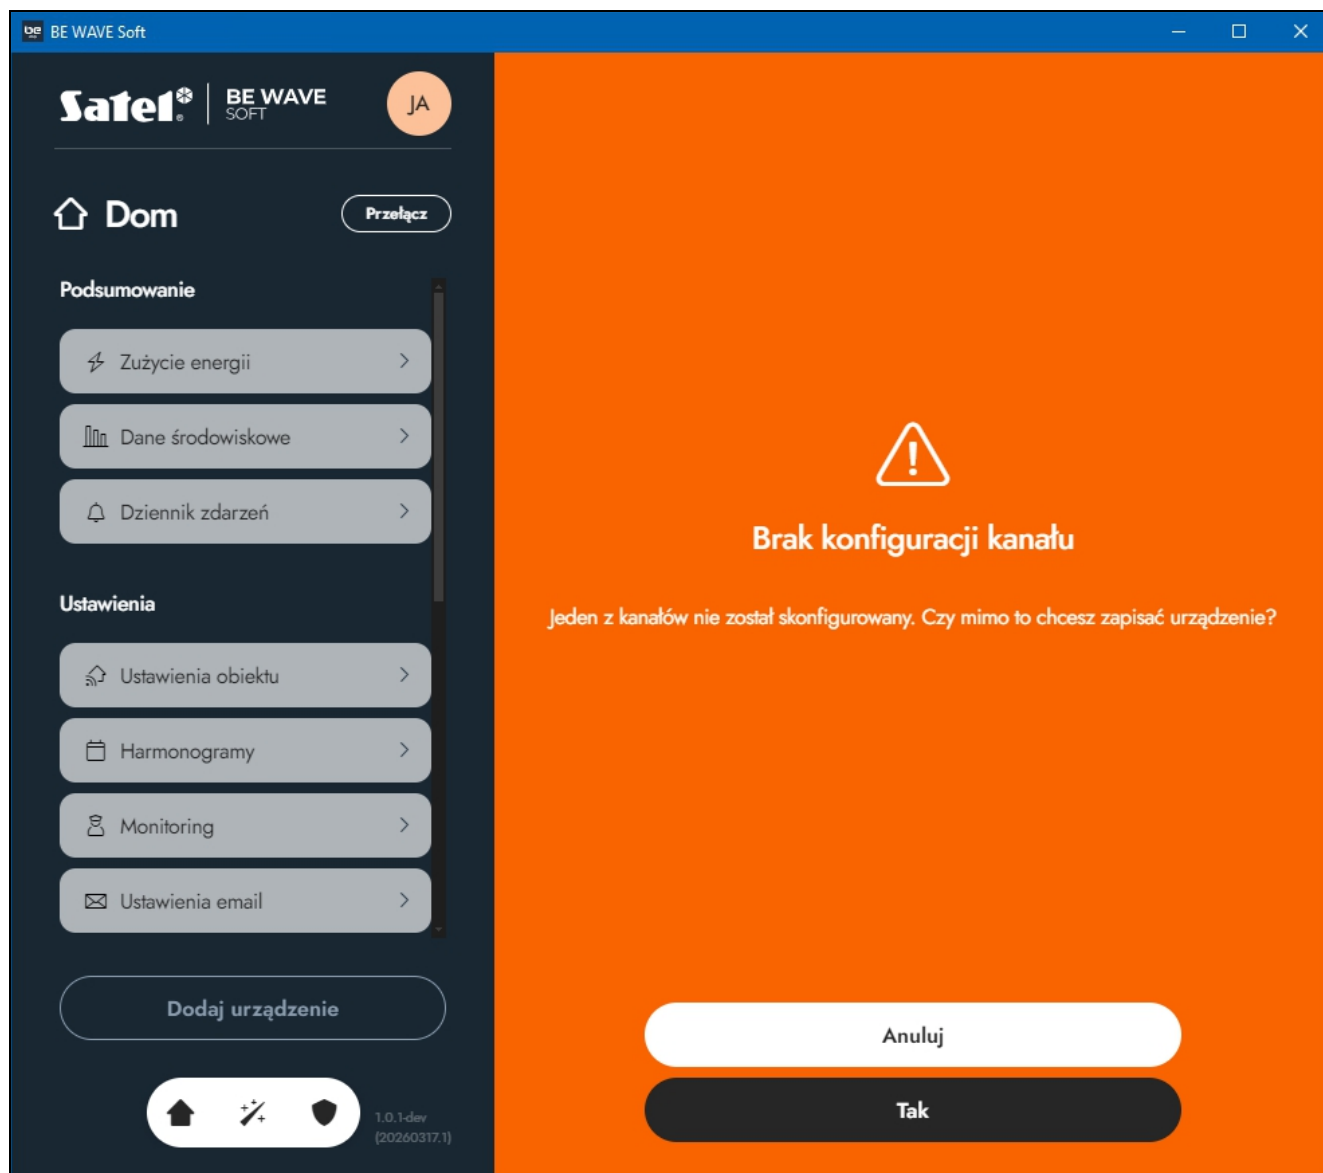 be
BE WAVE Soft
Satel®
BE WAVE
SOFT
JA
Dom
Przełącz
Podsumowanie
Zużycie energii
Dane środowiskowe
Dziennik zdarzeń
Ustawienia
Ustawienia obiektu
Harmonogramy
Monitoring
Ustawienia email
Dodaj urządzenie
1.0.1-dev
(20260317.1)
Brak konfiguracji kanału
Jeden z kanałów nie został skonfigurowany. Czy mimo to chcesz zapisać urządzenie?
Anuluj
Tak